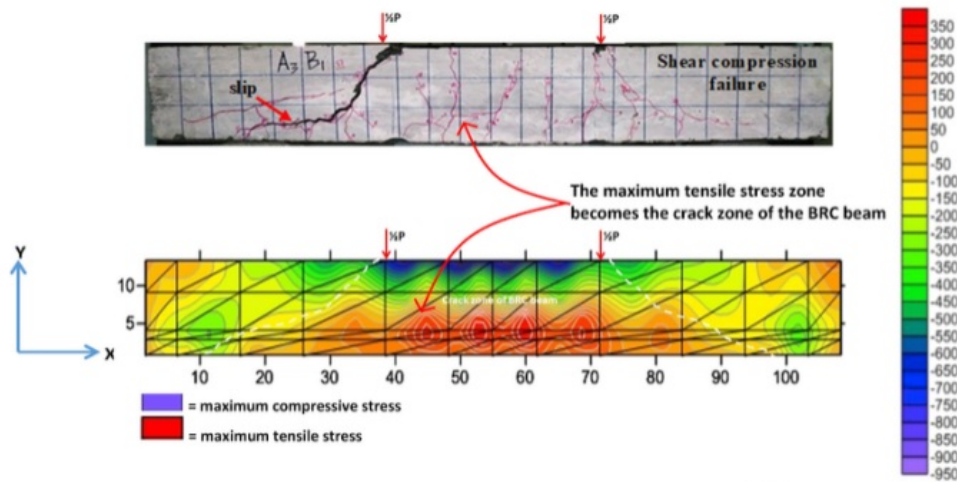 ½P
½P
A3 B1
Shear compression
failure
slip
The maximum tensile stress zone
becomes the crack zone of the BRC beam
½P
½P
Y
10
5
Crack zone of BRC beam
X
10 20 30 40 50 60 70 80 90 100
= maximum compressive stress
= maximum tensile stress
350
300
250
200
150
100
50
0
-50
-100
-150
-200
-250
-300
-350
-400
-450
-500
-550
-600
-650
-700
-750
-800
-850
-900
-950